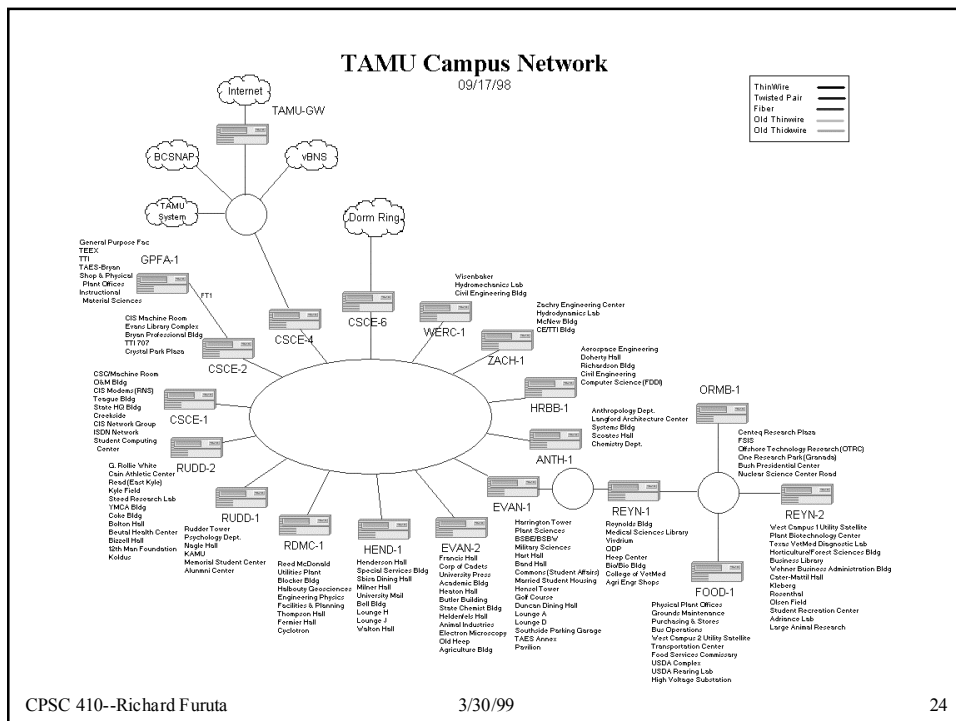 TAMU Campus Network
09/17/98
ThinWire
Twisted Pair
Fiber
Old Thinwire
Old Thickwire
Internet
TAMU-GW
BCSNAP
vBNS
TAMU
System
Dorm Ring
General Purpose Fac
TEEX
TTI
TAES-Bryan
Shop & Physical
Plant Offices
Instructional
Material Sciences
GPFA-1
FT1
CIS Machine Room
Evans Library Complex
Bryan Professional Bldg
TTI 707
Crystal Park Plaza
CSCE-2
CSCE-4
CSCE-6
Wisenbaker
Hydromechanics Lab
Civil Engineering Bldg
WERC-1
Zachry Engineering Center
Hydrodynamics Lab
McNew Bldg
CE/TTI Bldg
ZACH-1
Aerospace Engineering
Doherty Hall
Richardson Bldg
Civil Engineering
Computer Science (FDDI)
HRBB-1
CSC/Machine Room
O&M Bldg
CIS Modems (RNS)
Teague Bldg
State HQ Bldg
Creekside
CIS Network Group
ISDN Network
Student Computing
Center
CSCE-1
RUDD-2
Anthropology Dept.
Langford Architecture Center
Systems Bldg
Scoates Hall
Chemistry Dept.
ANTH-1
ORMB-1
Centeq Research Plaza
FSIS
Offshore Technology Research (OTRC)
One Research Park (Granada)
Bush Presidential Center
Nuclear Science Center Road
G. Rollie White
Cain Athletic Center
Read (East Kyle)
Kyle Field
Steed Research Lab
YMCA Bldg
Coke Bldg
Bolton Hall
Beutal Health Center
Bizzell Hall
12th Man Foundation
Koldus
RUDD-1
Rudder Tower
Psychology Dept.
Nagle Hall
KAMU
Memorial Student Center
Alumni Center
RDMC-1
Reed McDonald
Utilities Plant
Blocker Bldg
Halbouty Geosciences
Engineering Physics
Facilities & Planning
Thompson Hall
Fermier Hall
Cyclotron
HEND-1
Henderson Hall
Special Services Bldg
Sbisa Dining Hall
Milner Hall
University Mail
Bell Bldg
Lounge H
Lounge J
Walton Hall
EVAN-2
Francis Hall
Corp of Cadets
University Press
Academic Bldg
Heaton Hall
Butler Building
State Chemist Bldg
Heldenfels Hall
Animal Industries
Electron Microscopy
Old Heep
Agriculture Bldg
EVAN-1
Harrington Tower
Plant Sciences
BSBE/BSBW
Military Sciences
Hart Hall
Band Hall
Commons (Student Affairs)
Married Student Housing
Hensel Tower
Golf Course
Duncan Dining Hall
Lounge A
Lounge D
Southside Parking Garage
TAES Annex
Pavilion
REYN-1
Reynolds Bldg
Medical Sciences Library
Viridium
ODP
Heep Center
Bio/Bio Bldg
College of VetMed
Agri Engr Shops
REYN-2
West Campus 1 Utility Satellite
Plant Biotechnology Center
Texas VetMed Diagnostic Lab
Horticulture/Forest Sciences Bldg
Business Library
Wehner Business Administration Bldg
Cater-Mattil Hall
Kleberg
Rosenthal
Olsen Field
Student Recreation Center
Adriance Lab
Large Animal Research
FOOD-1
Physical Plant Offices
Grounds Maintenance
Purchasing & Stores
Bus Operations
West Campus 2 Utility Satellite
Transportation Center
Food Services Commissary
USDA Complex
USDA Rearing Lab
High Voltage Substation
CPSC 410--Richard Furuta
3/30/99
24